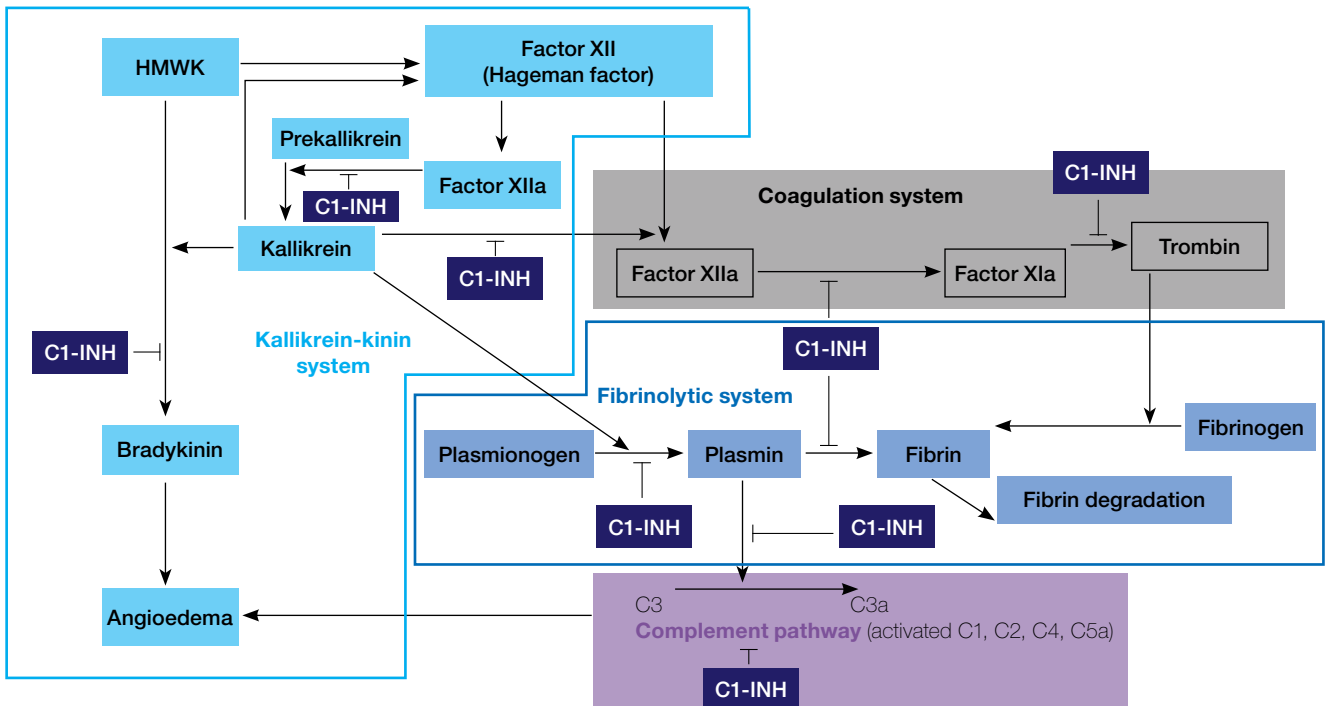 HMWK
Factor XII
(Hageman factor)
Prekallikrein
Factor XIIa
C1-INH
C1-INH
Coagulation system
Kallikrein
C1-INH
Factor XIIa
Factor XIa
Trombin
C1-INH
Kallikrein-kinin
system
C1-INH
Fibrinolytic system
Bradykinin
Plasmionogen
Plasmin
Fibrin
Fibrinogen
Fibrin degradation
C1-INH
C1-INH
Angioedema
C3
C3a
Complement pathway (activated C1, C2, C4, C5a)
C1-INH